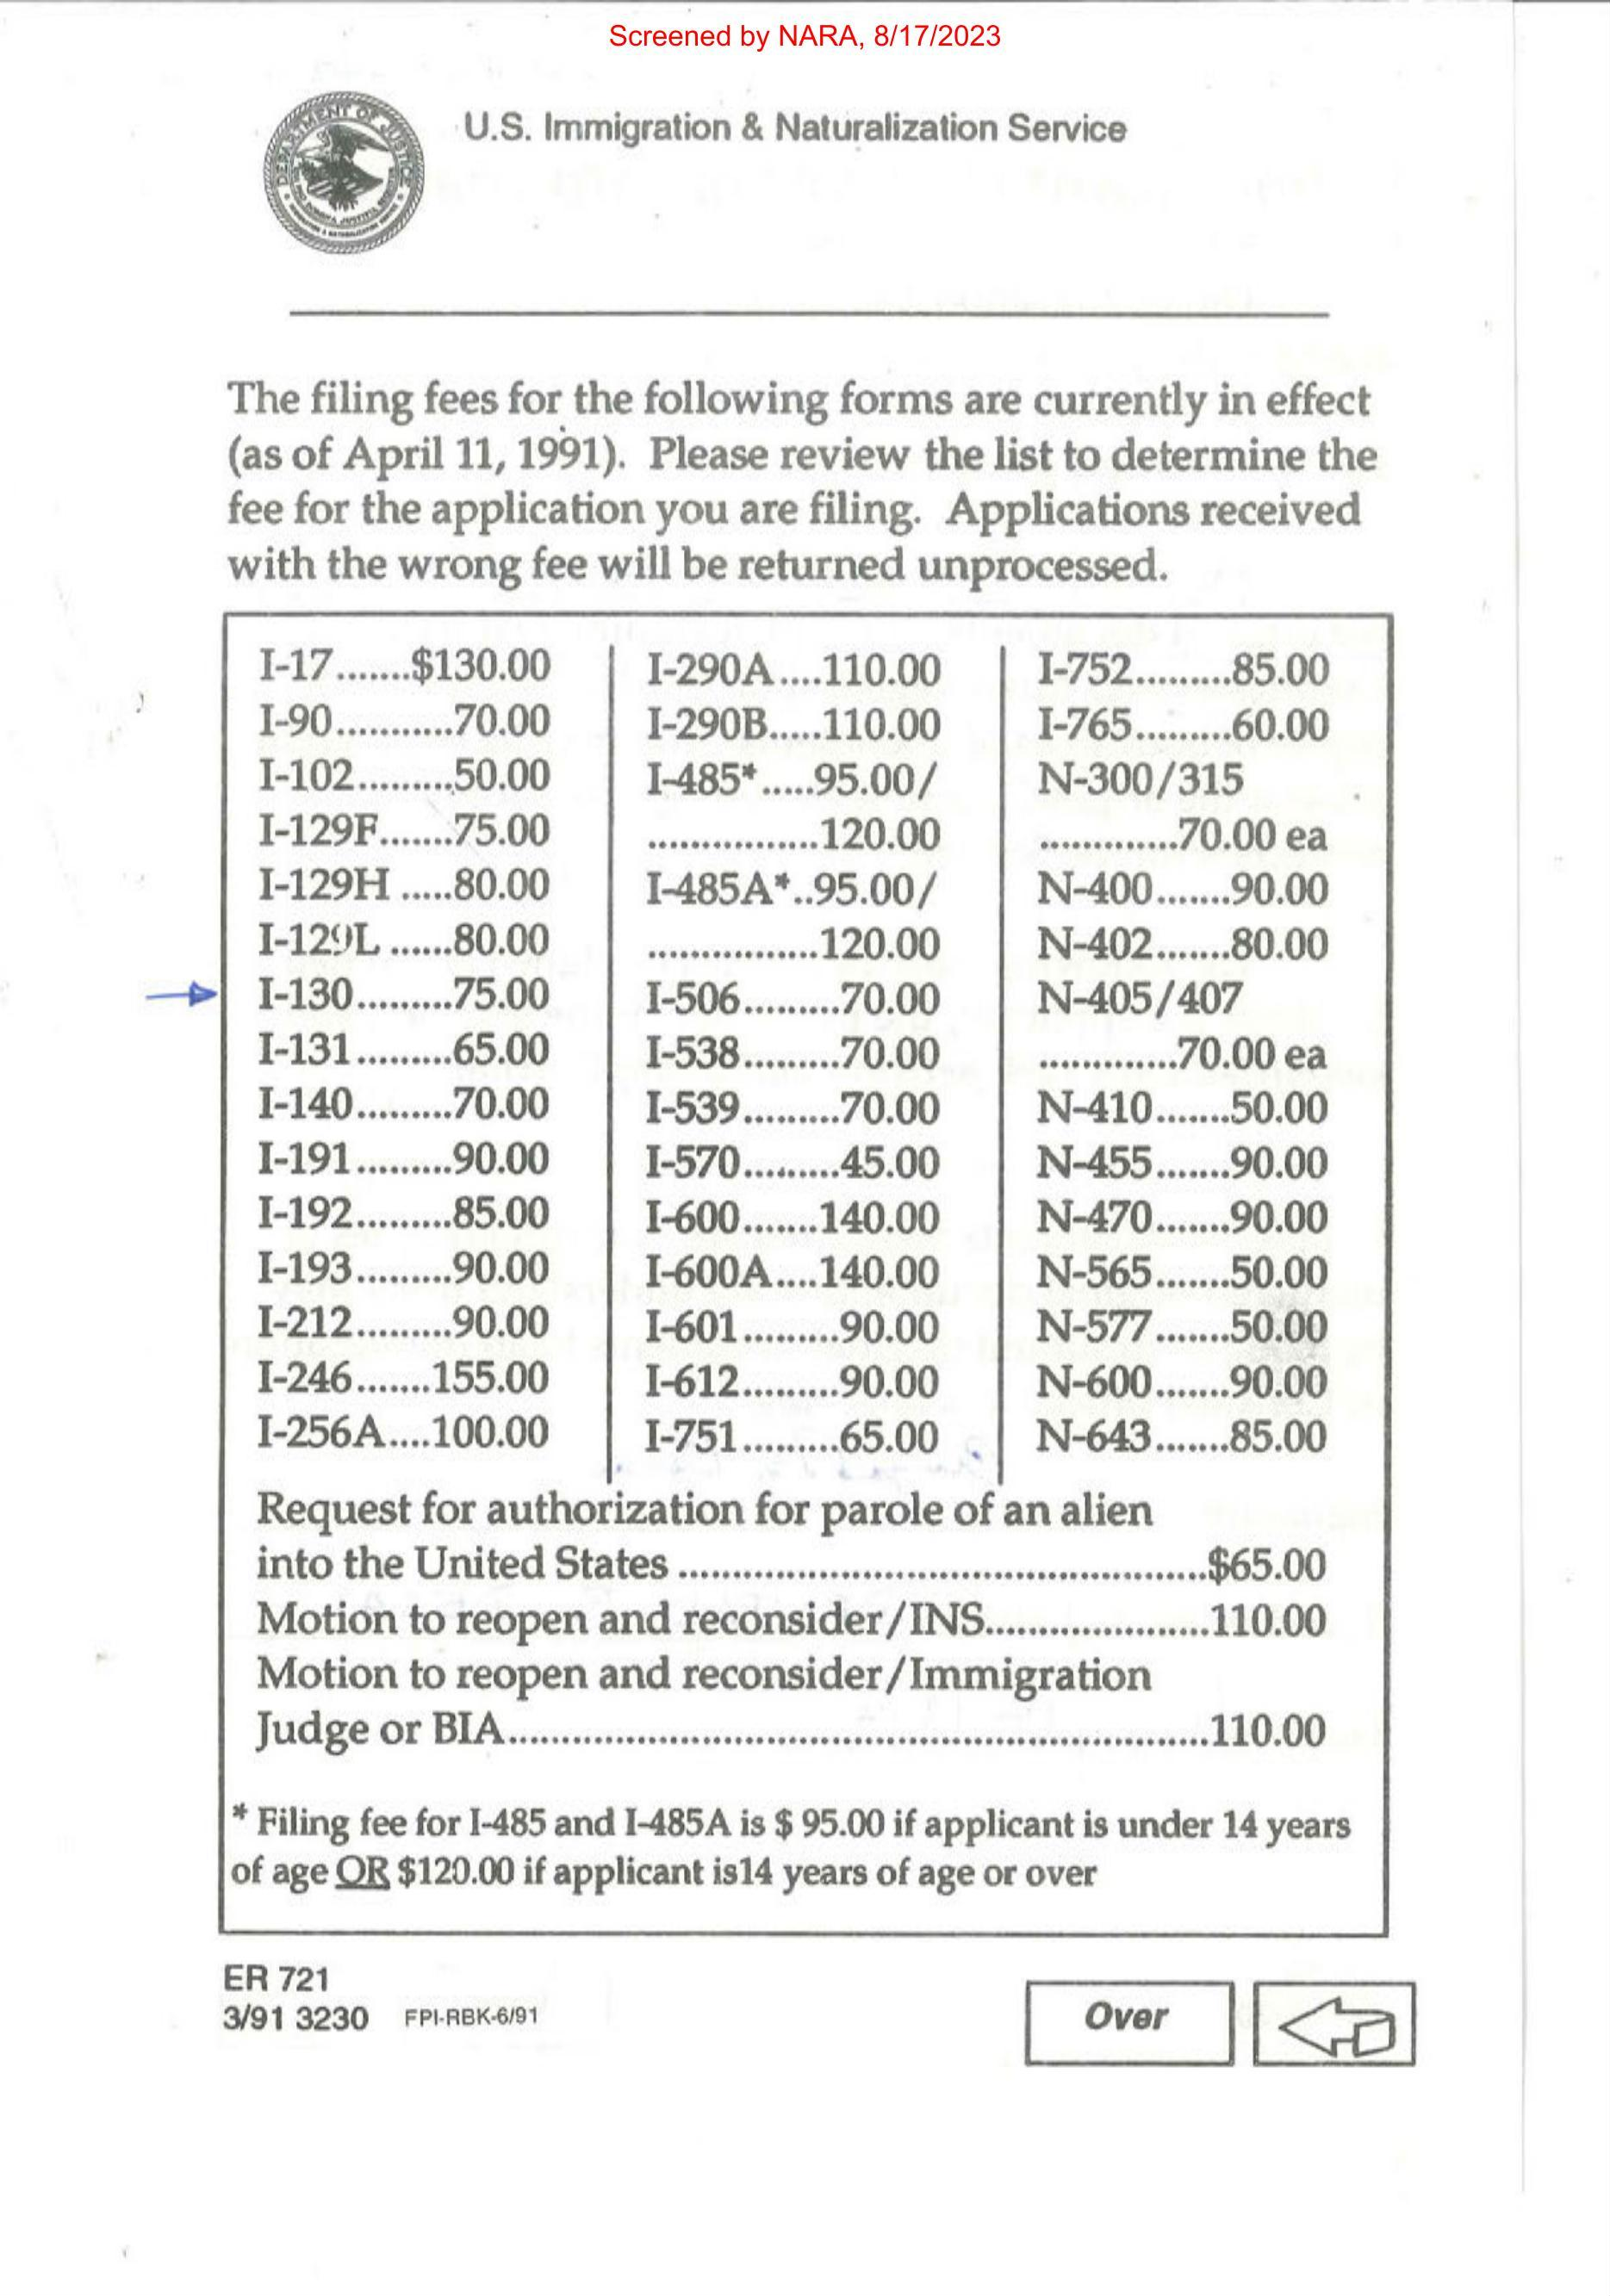 Screened by NARA, 8/17/2023
DEPARTMENT OF JUSTICE
U.S. Immigration & Naturalization Service
The filing fees for the following forms are currently in effect
(as of April 11, 1991). Please review the list to determine the
fee for the application you are filing. Applications received
with the wrong fee will be returned unprocessed.
I-17.......$130.00
I-90...........70.00
I-102.........50.00
I-129F.......75.00
I-129H .....80.00
I-129L ......80.00
I-130.........75.00
I-131.........65.00
I-140.........70.00
I-191.........90.00
I-192.........85.00
I-193.........90.00
I-212.........90.00
I-246.......155.00
I-256A....100.00
I-290A....110.00
I-290B.....110.00
I-485*.....95.00/
................120.00
I-485A*..95.00/
................120.00
I-506.........70.00
I-538.........70.00
I-539.........70.00
I-570.........45.00
I-600.......140.00
I-600A....140.00
I-601.........90.00
I-612.........90.00
I-751.........65.00
I-752.........85.00
I-765.........60.00
N-300/315
.............70.00 ea
N-400.......90.00
N-402.......80.00
N-405/407
.............70.00 ea
N-410.......50.00
N-455.......90.00
N-470.......90.00
N-565.......50.00
N-577.......50.00
N-600.......90.00
N-643.......85.00
Request for authorization for parole of an alien
into the United States .................................................$65.00
Motion to reopen and reconsider/INS.....................110.00
Motion to reopen and reconsider/Immigration
Judge or BIA.................................................................110.00
* Filing fee for I-485 and I-485A is $ 95.00 if applicant is under 14 years
of age OR $120.00 if applicant is14 years of age or over
ER 721
3/91 3230 FPI-RBK-6/91
Over